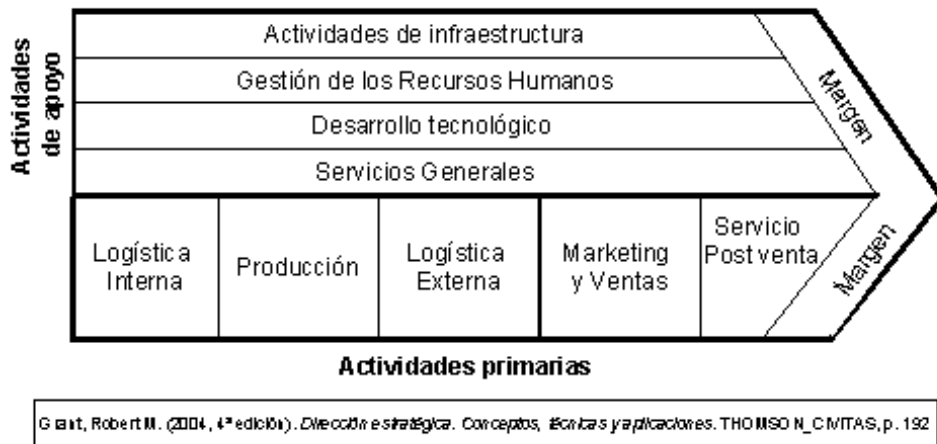 Actividades
de apoyo
Actividades de infraestructura
Gestión de los Recursos Humanos
Desarrollo tecnológico
Servicios Generales
Margen
Logística
Interna
Producción
Logística
Externa
Marketing
y Ventas
Servicio
Post venta
Margen
Actividades primarias
Grant, Robert M. (2004, 4ª edición). Dirección estratégica. Conceptos, técnicas y aplicaciones. THOMSON_CIVITAS, p. 192